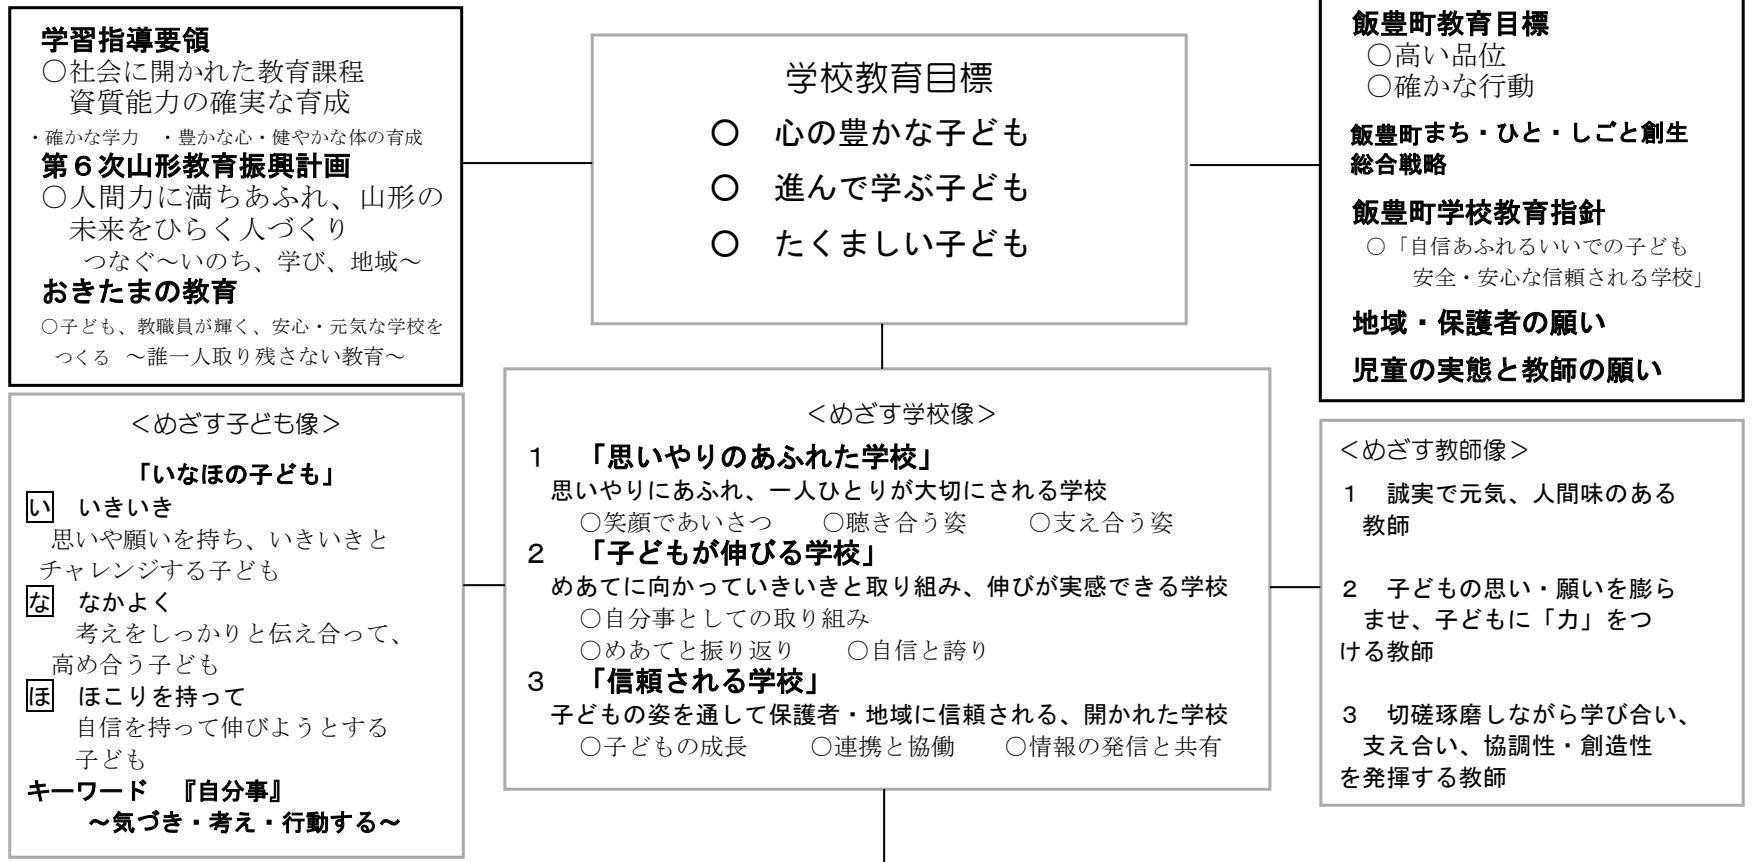 学習指導要領
○社会に開かれた教育課程
資質能力の確実な育成
・確かな学力　・豊かな心・健やかな体の育成
第６次山形教育振興計画
○人間力に満ちあふれ、山形の
未来をひらく人づくり
つなぐ～いのち、学び、地域～
おきたまの教育
○子ども、教職員が輝く、安心・元気な学校を
つくる　～誰一人取り残さない教育～
学校教育目標
○　心の豊かな子ども
○　進んで学ぶ子ども
○　たくましい子ども
飯豊町教育目標
○高い品位
○確かな行動
飯豊町まち・ひと・しごと創生
総合戦略
飯豊町学校教育指針
○「自信あふれるいいでの子ども
安全・安心な信頼される学校」
地域・保護者の願い
児童の実態と教師の願い
＜めざす子ども像＞
「いなほの子ども」
い　いきいき
思いや願いを持ち、いきいきと
チャレンジする子ども
な　なかよく
考えをしっかりと伝え合って、
高め合う子ども
ほ　ほこりを持って
自信を持って伸びようとする
子ども
キーワード　『自分事』
～気づき・考え・行動する～
＜めざす学校像＞
１　「思いやりのあふれた学校」
思いやりにあふれ、一人ひとりが大切にされる学校
○笑顔であいさつ　　○聴き合う姿　　○支え合う姿
２　「子どもが伸びる学校」
めあてに向かっていきいきと取り組み、伸びが実感できる学校
○自分事としての取り組み
○めあてと振り返り　　○自信と誇り
３　「信頼される学校」
子どもの姿を通して保護者・地域に信頼される、開かれた学校
○子どもの成長　　○連携と協働　　○情報の発信と共有
＜めざす教師像＞
１　誠実で元気、人間味のある
教師
２　子どもの思い・願いを膨ら
ませ、子どもに「力」をつ
ける教師
３　切磋琢磨しながら学び合い、
支え合い、協調性・創造性
を発揮する教師